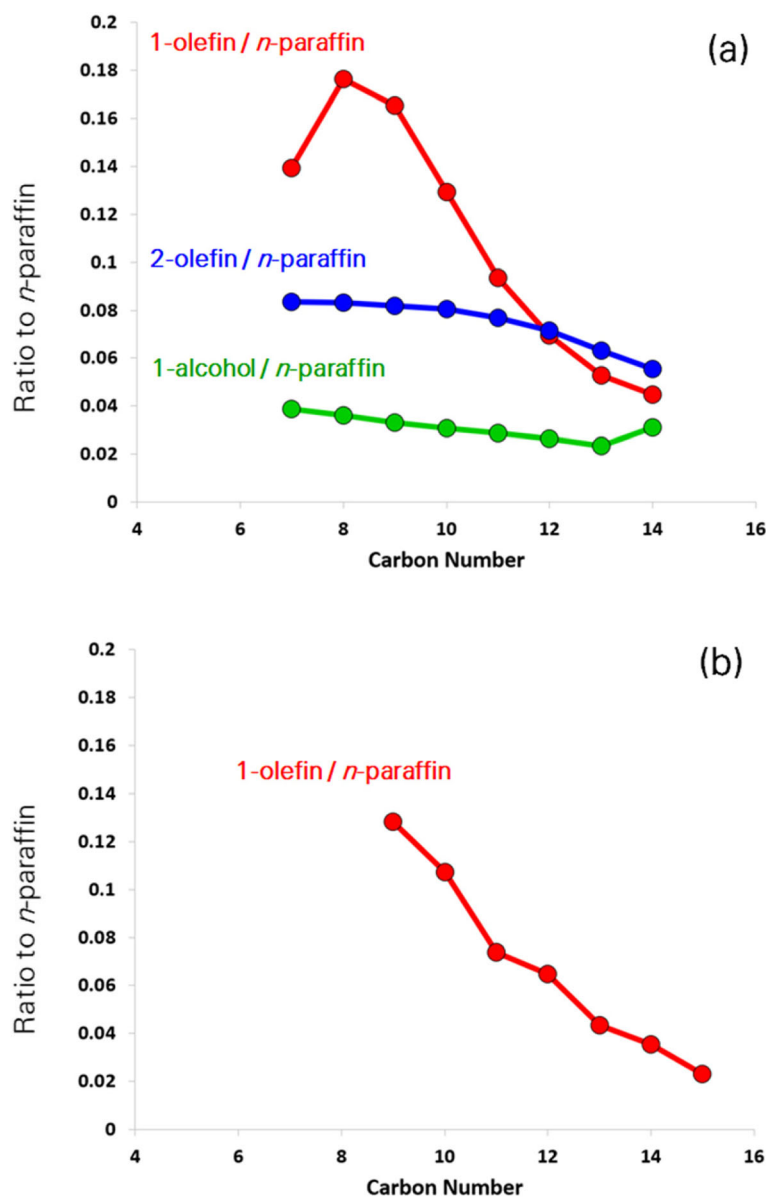 (a)
Ratio to n-paraffin
0.2
0.18
0.16
0.14
0.12
0.1
0.08
0.06
0.04
0.02
0
1-olefin / n-paraffin
2-olefin / n-paraffin
1-alcohol / n-paraffin
4 6 8 10 12 14 16
Carbon Number
(b)
Ratio to n-paraffin
0.2
0.18
0.16
0.14
0.12
0.1
0.08
0.06
0.04
0.02
0
1-olefin / n-paraffin
4 6 8 10 12 14 16
Carbon Number